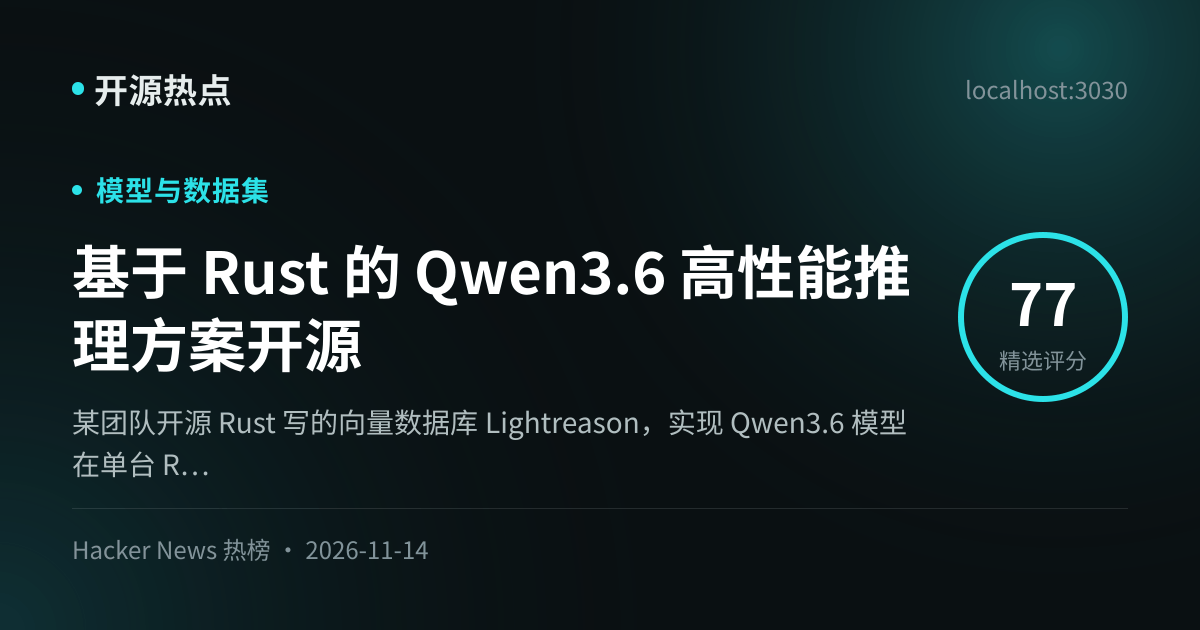 开源热点
localhost:3030
模型与数据集
基于 Rust 的 Qwen3.6 高性能推
理方案开源
77
精选评分
某团队开源 Rust 写的向量数据库 Lightreason，实现 Qwen3.6 模型
在单台 R…
Hacker News 热榜 · 2026-11-14